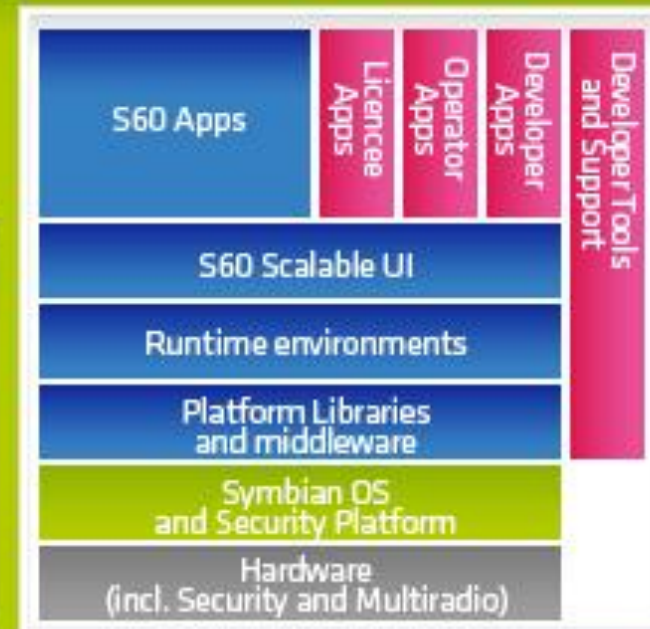 S60 Apps
Licencee
Apps
Operator
Apps
Developer
Apps
Developer Tools
and Support
S60 Scalable UI
Runtime environments
Platform Libraries
and middleware
Symbian OS
and Security Platform
Hardware
(incl. Security and Multiradio)